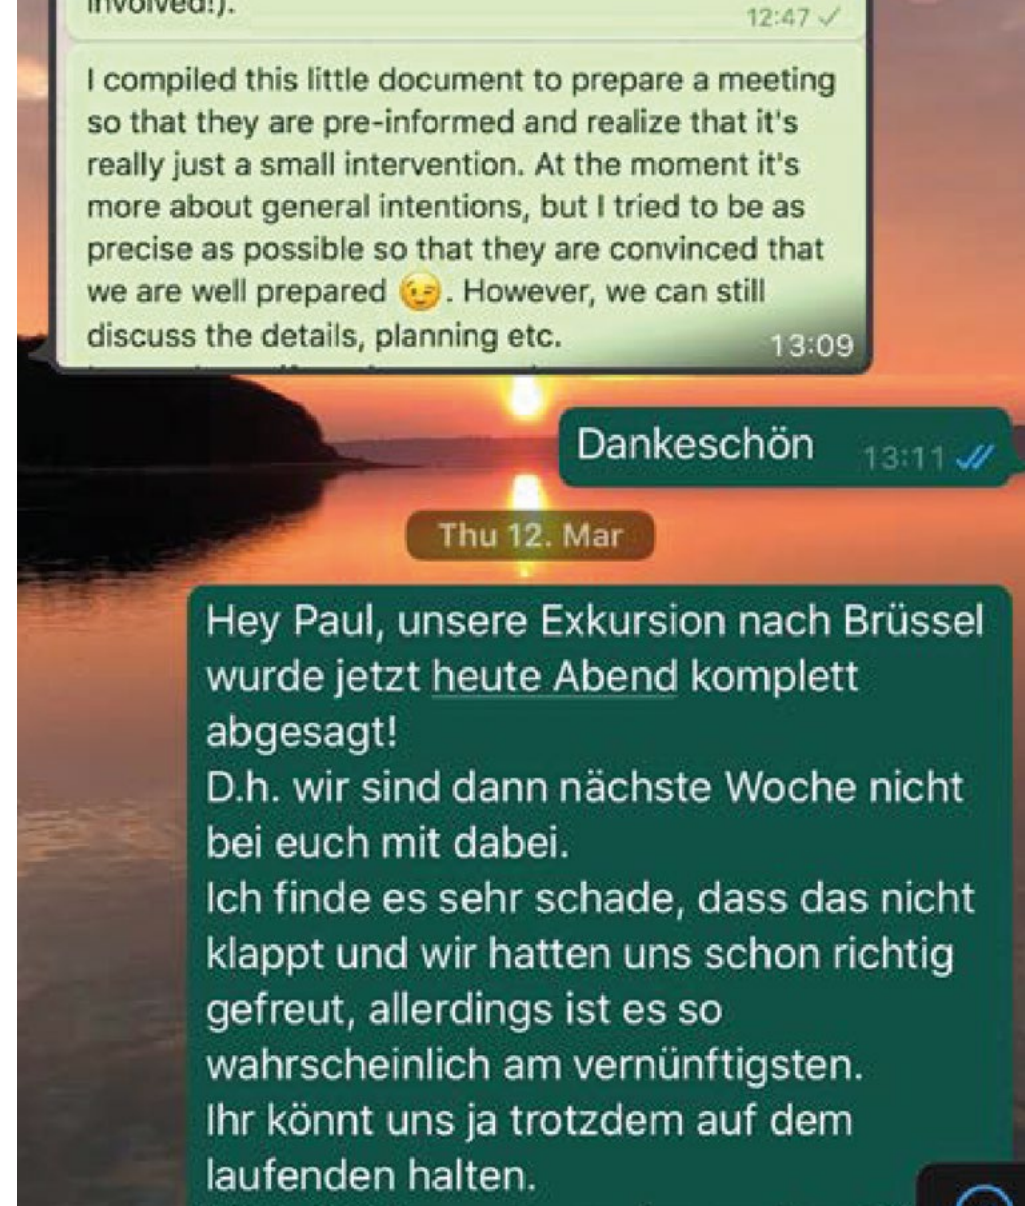 involved!).
12:47
I compiled this little document to prepare a meeting
so that they are pre-informed and realize that it's
really just a small intervention. At the moment it's
more about general intentions, but I tried to be as
precise as possible so that they are convinced that
we are well prepared 😉. However, we can still
discuss the details, planning etc.
13:09
Dankeschön 13:11
Thu 12. Mar
Hey Paul, unsere Exkursion nach Brüssel
wurde jetzt heute Abend komplett
abgesagt!
D.h. wir sind dann nächste Woche nicht
bei euch mit dabei.
Ich finde es sehr schade, dass das nicht
klappt und wir hatten uns schon richtig
gefreut, allerdings ist es so
wahrscheinlich am vernünftigsten.
Ihr könnt uns ja trotzdem auf dem
laufenden halten.